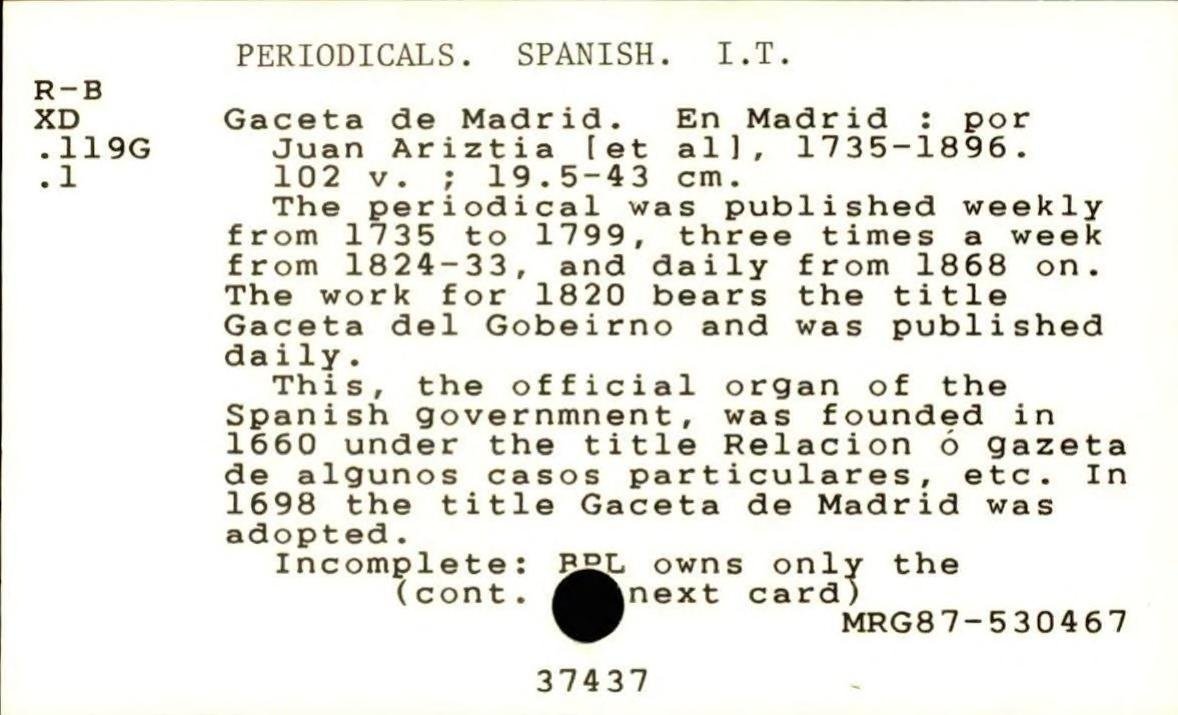 PERIODICALS. SPANISH. I.T.
R-B
XD
.119G
.1
Gaceta de Madrid. En Madrid : por
Juan Ariztia [et al], 1735-1896.
102 v. ; 19.5-43 cm.
The periodical was published weekly
from 1735 to 1799, three times a week
from 1824-33, and daily from 1868 on.
The work for 1820 bears the title
Gaceta del Gobeirno and was published
daily.
This, the official organ of the
Spanish governmnent, was founded in
1660 under the title Relacion ó gazeta
de algunos casos particulares, etc. In
1698 the title Gaceta de Madrid was
adopted.
Incomplete: BPL owns only the
(cont. next card)
MRG87-530467
37437